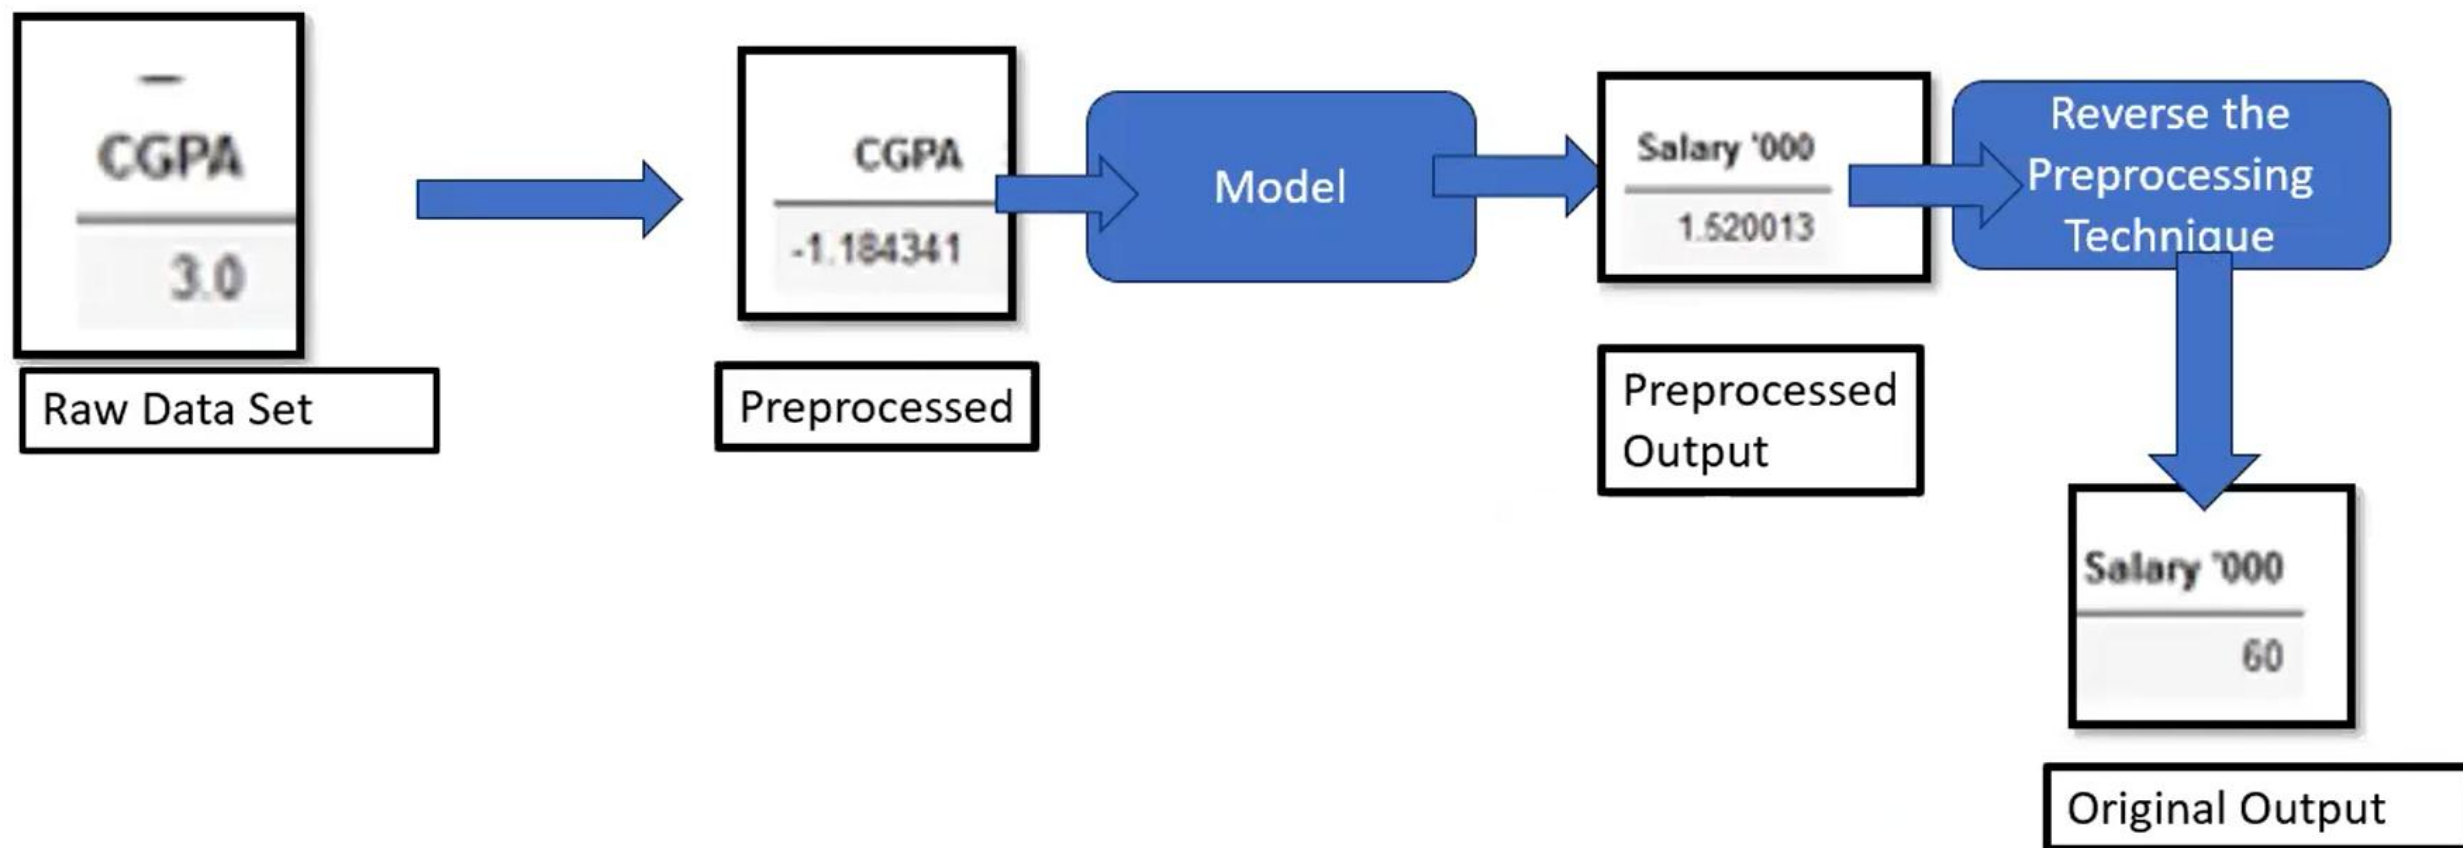 CGPA
3.0
Raw Data Set
CGPA
-1.184341
Preprocessed
Model
Salary '000
1.520013
Preprocessed
Output
Reverse the
Preprocessing
Technique
Salary '000
60
Original Output